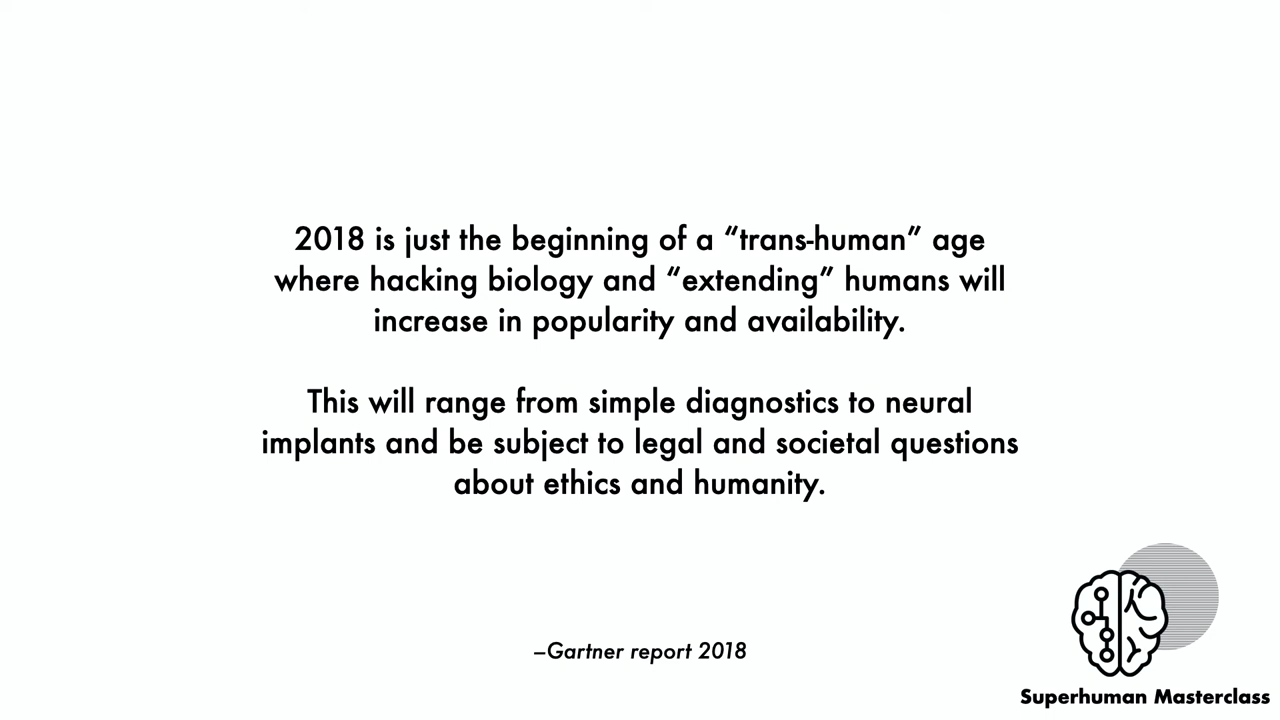 2018 is just the beginning of a “trans-human” age
where hacking biology and “extending” humans will
increase in popularity and availability.
This will range from simple diagnostics to neural
implants and be subject to legal and societal questions
about ethics and humanity.
–Gartner report 2018
Superhuman Masterclass